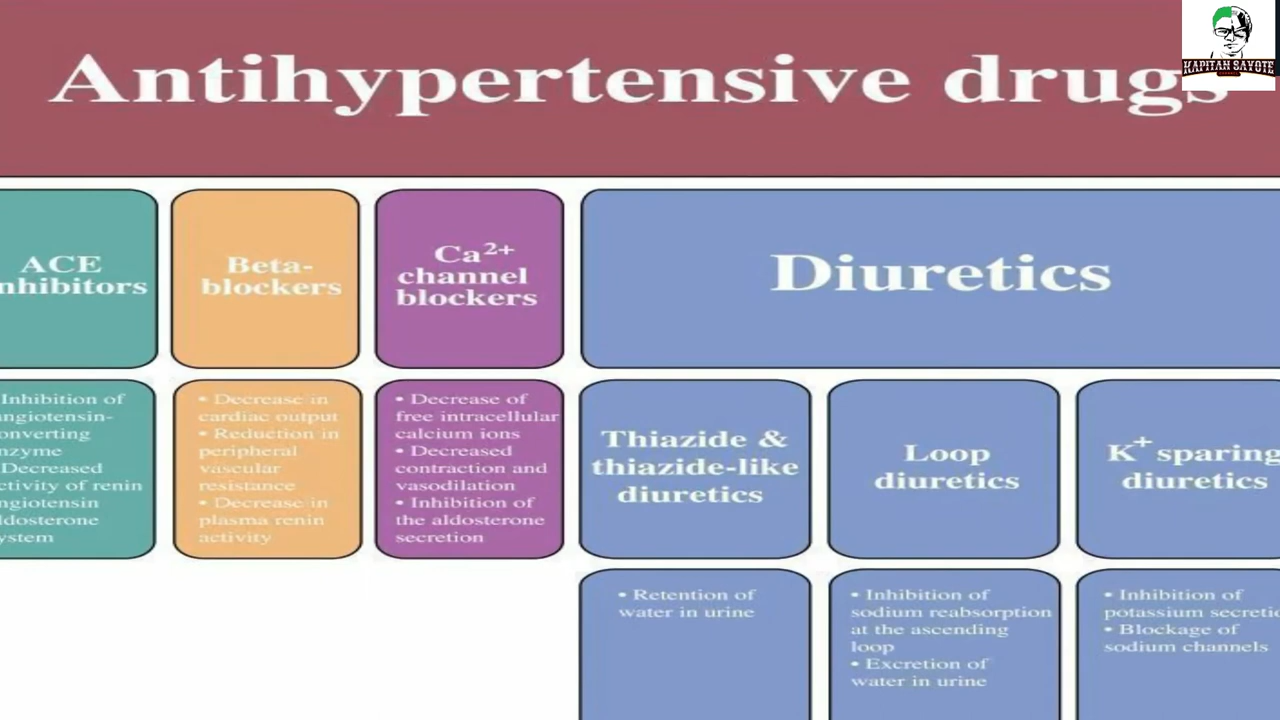 Antihypertensive drugs
KAPITAN SAYOTE
ACE
nhibitors
Beta-
blockers
Ca²⁺
channel
blockers
Diuretics
Inhibition of
ngiotensin-
onverting
nzyme
Decreased
ctivity of renin
ngiotensin
ldosterone
ystem
• Decrease in
cardiac output
• Reduction in
peripheral
vascular
resistance
• Decrease in
plasma renin
activity
• Decrease of
free intracellular
calcium ions
• Decreased
contraction and
vasodilation
• Inhibition of
the aldosterone
secretion
Thiazide &
thiazide-like
diuretics
Loop
diuretics
K⁺ sparing
diuretics
• Retention of
water in urine
• Inhibition of
sodium reabsorption
at the ascending
loop
• Excretion of
water in urine
• Inhibition of
potassium secretio
• Blockage of
sodium channels